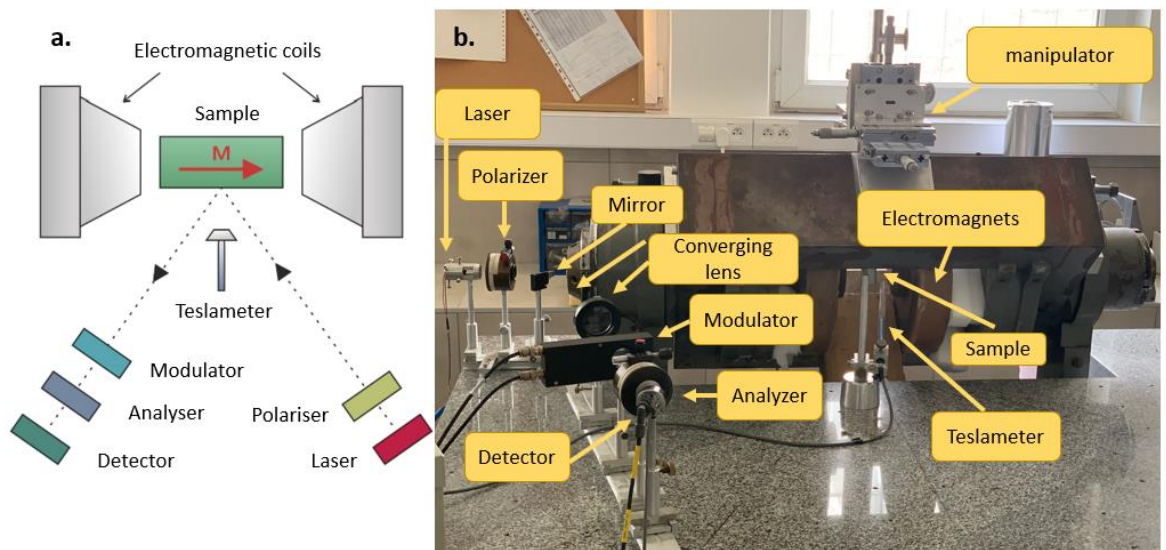 a.
Electromagnetic coils
Sample
M
Teslameter
Modulator
Analyser
Polariser
Detector
Laser
b.
manipulator
Laser
Polarizer
Mirror
Electromagnets
Converging
lens
Modulator
Sample
Analyzer
Teslameter
Detector